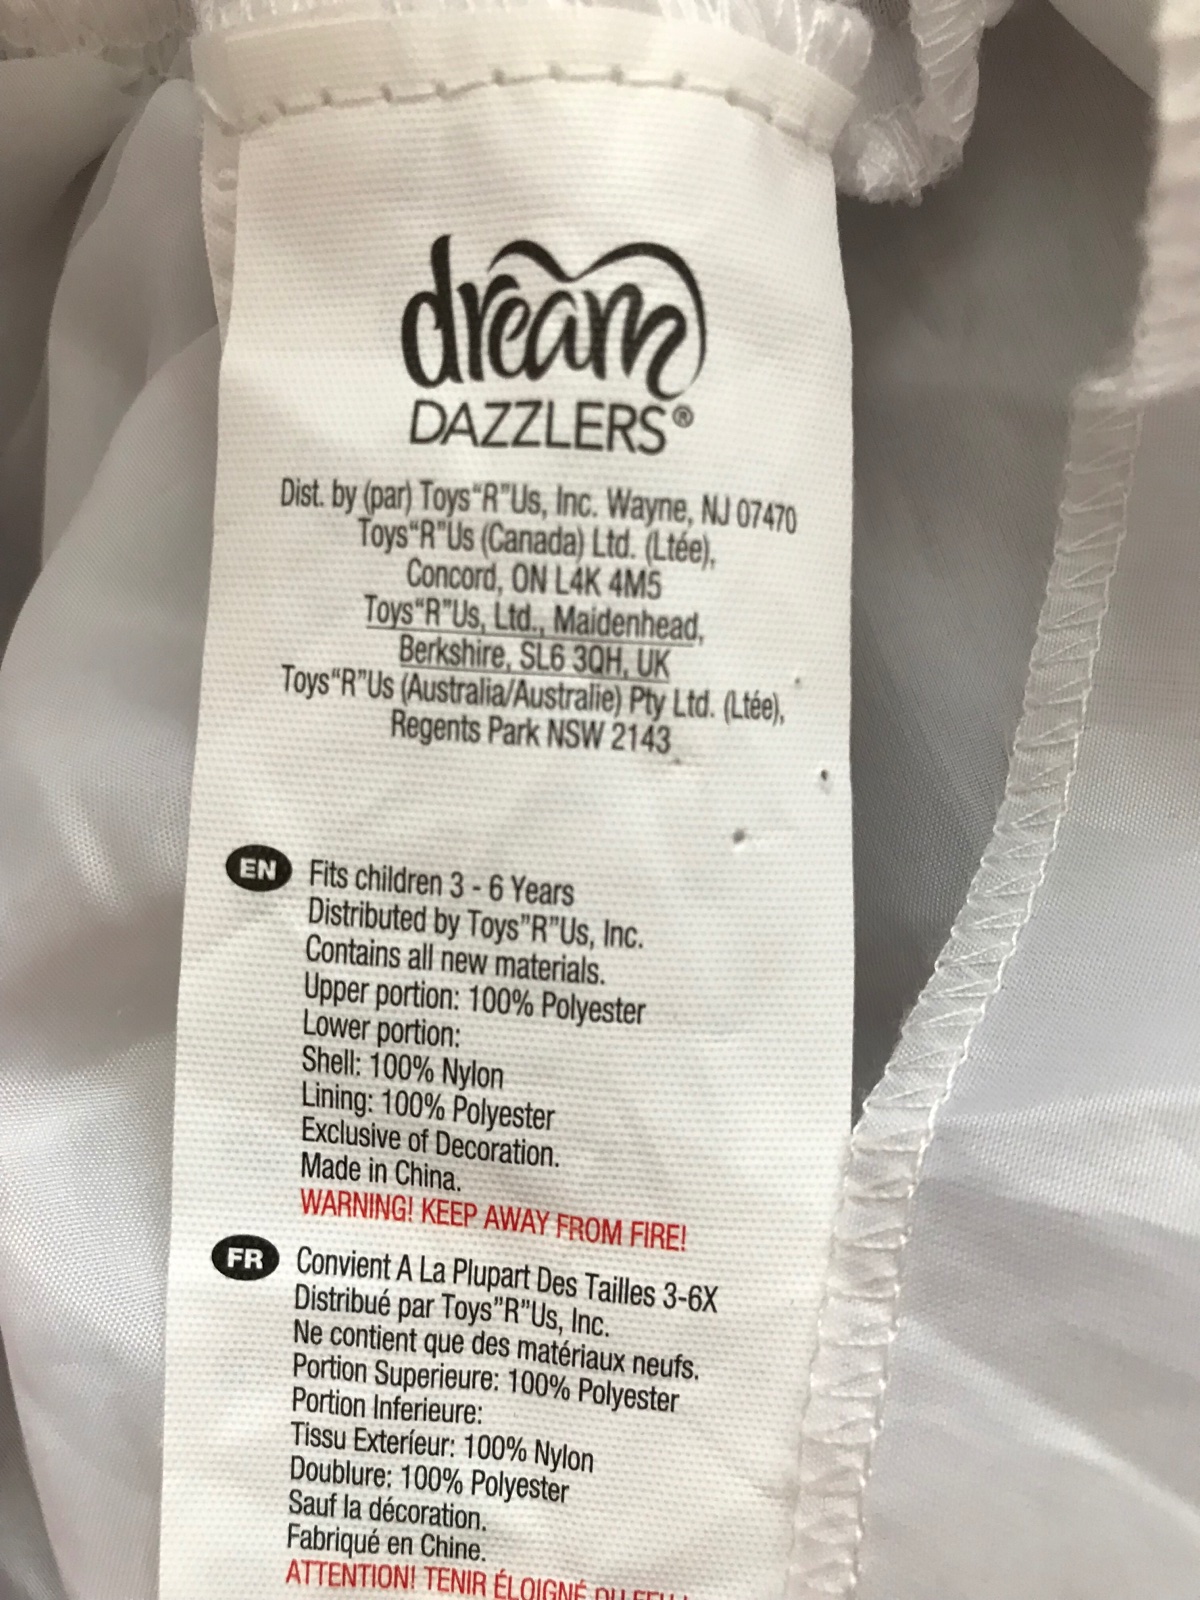 dream
DAZZLERS®
Dist. by (par) Toys“R”Us, Inc. Wayne, NJ 07470
Toys“R”Us (Canada) Ltd. (Ltée),
Concord, ON L4K 4M5
Toys“R”Us, Ltd., Maidenhead,
Berkshire, SL6 3QH, UK
Toys“R”Us (Australia/Australie) Pty Ltd. (Ltée),
Regents Park NSW 2143
EN Fits children 3 - 6 Years
Distributed by Toys”R”Us, Inc.
Contains all new materials.
Upper portion: 100% Polyester
Lower portion:
Shell: 100% Nylon
Lining: 100% Polyester
Exclusive of Decoration.
Made in China.
WARNING! KEEP AWAY FROM FIRE!
FR Convient A La Plupart Des Tailles 3-6X
Distribué par Toys”R”Us, Inc.
Ne contient que des matériaux neufs.
Portion Superieure: 100% Polyester
Portion Inferieure:
Tissu Exteríeur: 100% Nylon
Doublure: 100% Polyester
Sauf la décoration.
Fabriqué en Chine.
ATTENTION! TENIR ÉLOIGNÉ DU FEU!